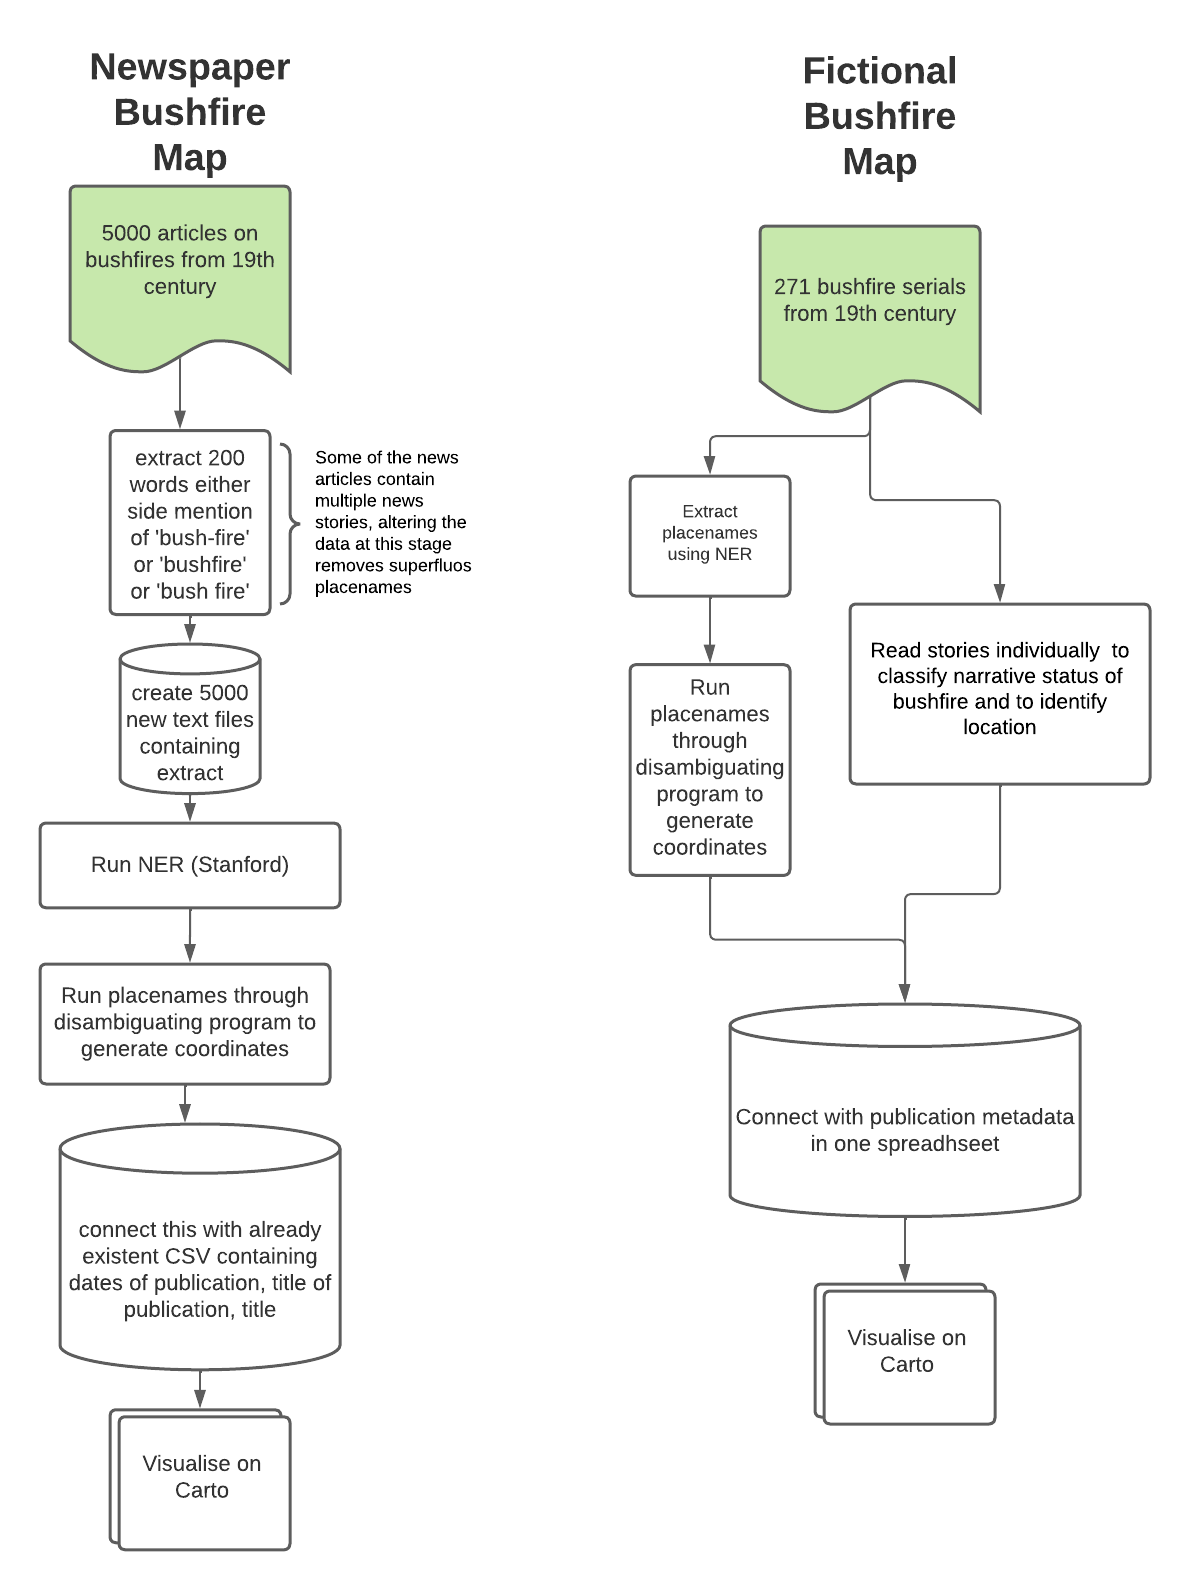 Newspaper
Bushfire
Map
5000 articles on
bushfires from 19th
century
extract 200
words either
side mention
of 'bush-fire'
or 'bushfire'
or 'bush fire'
Some of the news
articles contain
multiple news
stories, altering the
data at this stage
removes superfluos
placenames
create 5000
new text files
containing
extract
Run NER (Stanford)
Run placenames through
disambiguating program to
generate coordinates
connect this with already
existent CSV containing
dates of publication, title of
publication, title
Visualise on
Carto
Fictional
Bushfire
Map
271 bushfire serials
from 19th century
Extract
placenames
using NER
Run
placenames
through
disambiguating
program to
generate
coordinates
Read stories individually  to
classify narrative status of
bushfire and to identify
location
Connect with publication metadata
in one spreadhseet
Visualise on
Carto